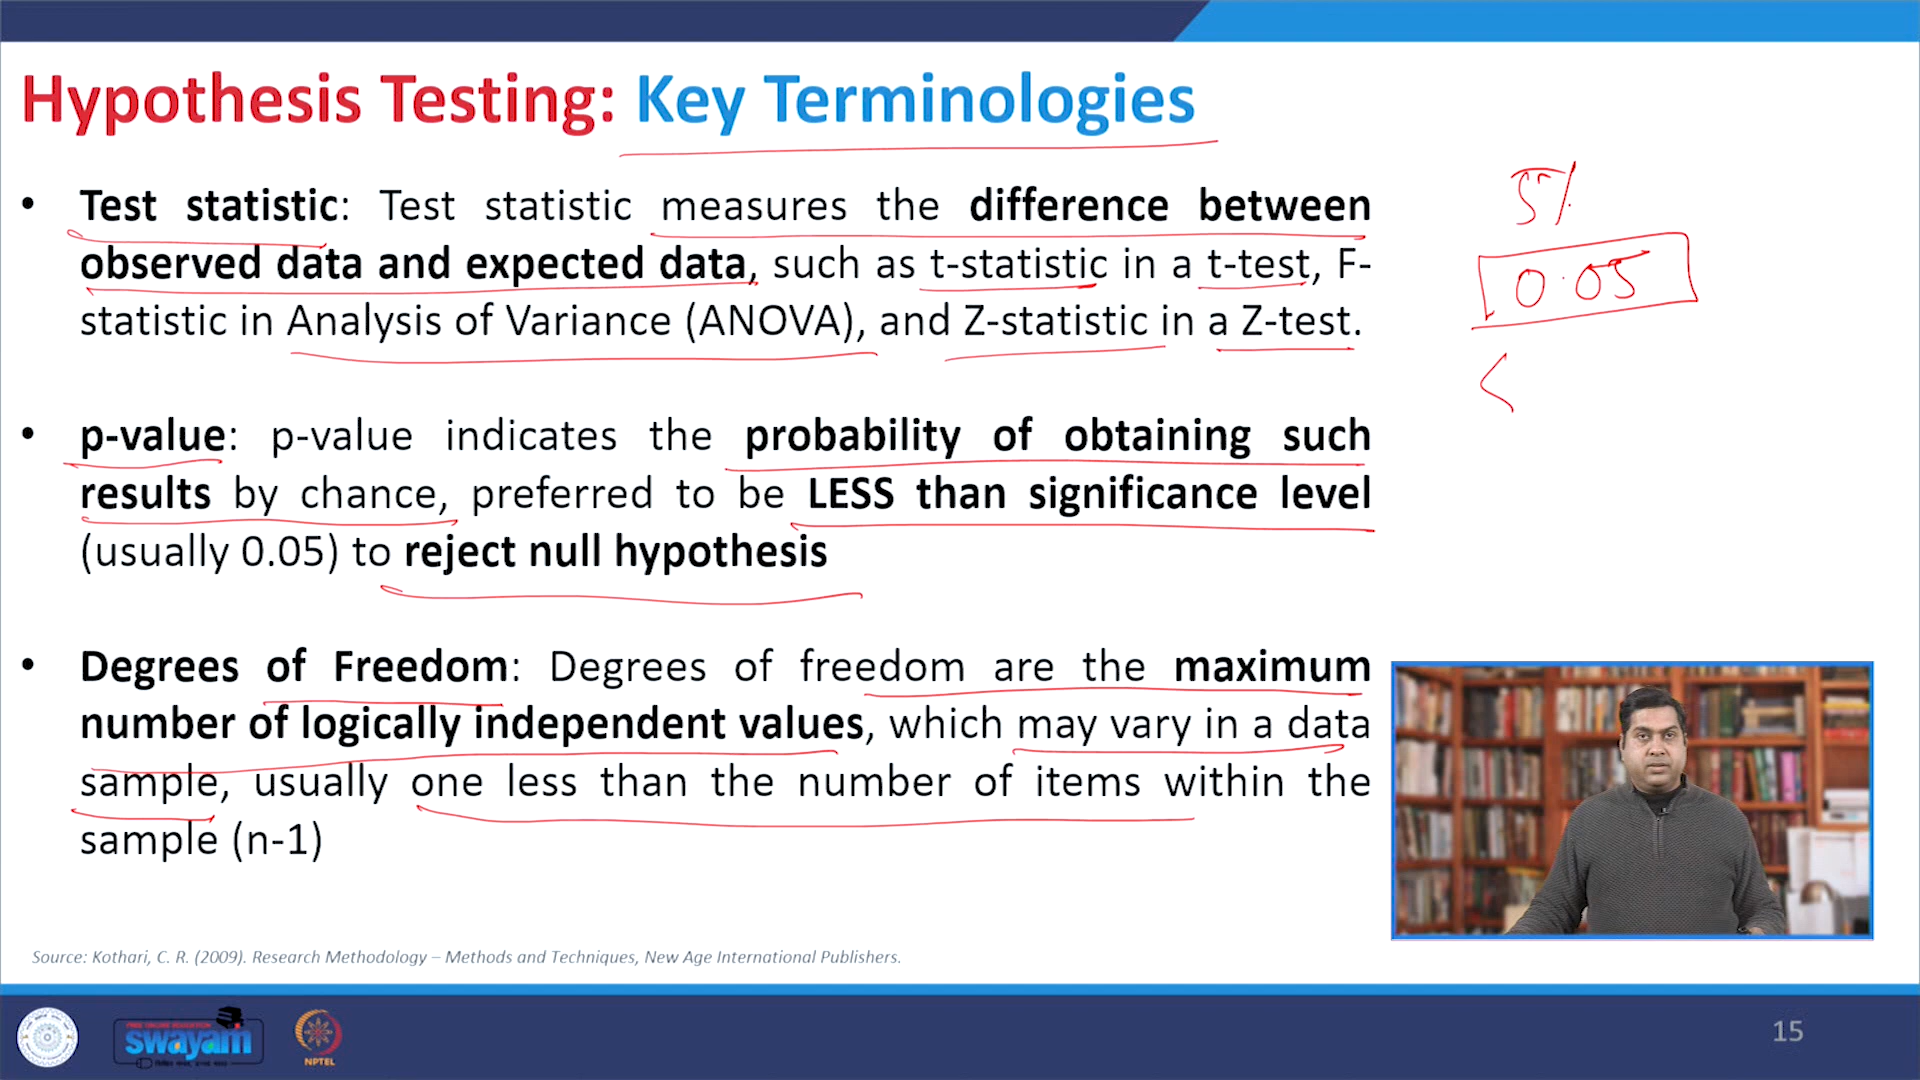 Hypothesis Testing: Key Terminologies
• Test statistic: Test statistic measures the difference between
observed data and expected data, such as t-statistic in a t-test, F-
statistic in Analysis of Variance (ANOVA), and Z-statistic in a Z-test.
5%
0.05
<
• p-value: p-value indicates the probability of obtaining such
results by chance, preferred to be LESS than significance level
(usually 0.05) to reject null hypothesis
• Degrees of Freedom: Degrees of freedom are the maximum
number of logically independent values, which may vary in a data
sample, usually one less than the number of items within the
sample (n-1)
Source: Kothari, C. R. (2009). Research Methodology – Methods and Techniques, New Age International Publishers.
FREE ONLINE EDUCATION
swayam
NPTEL
15